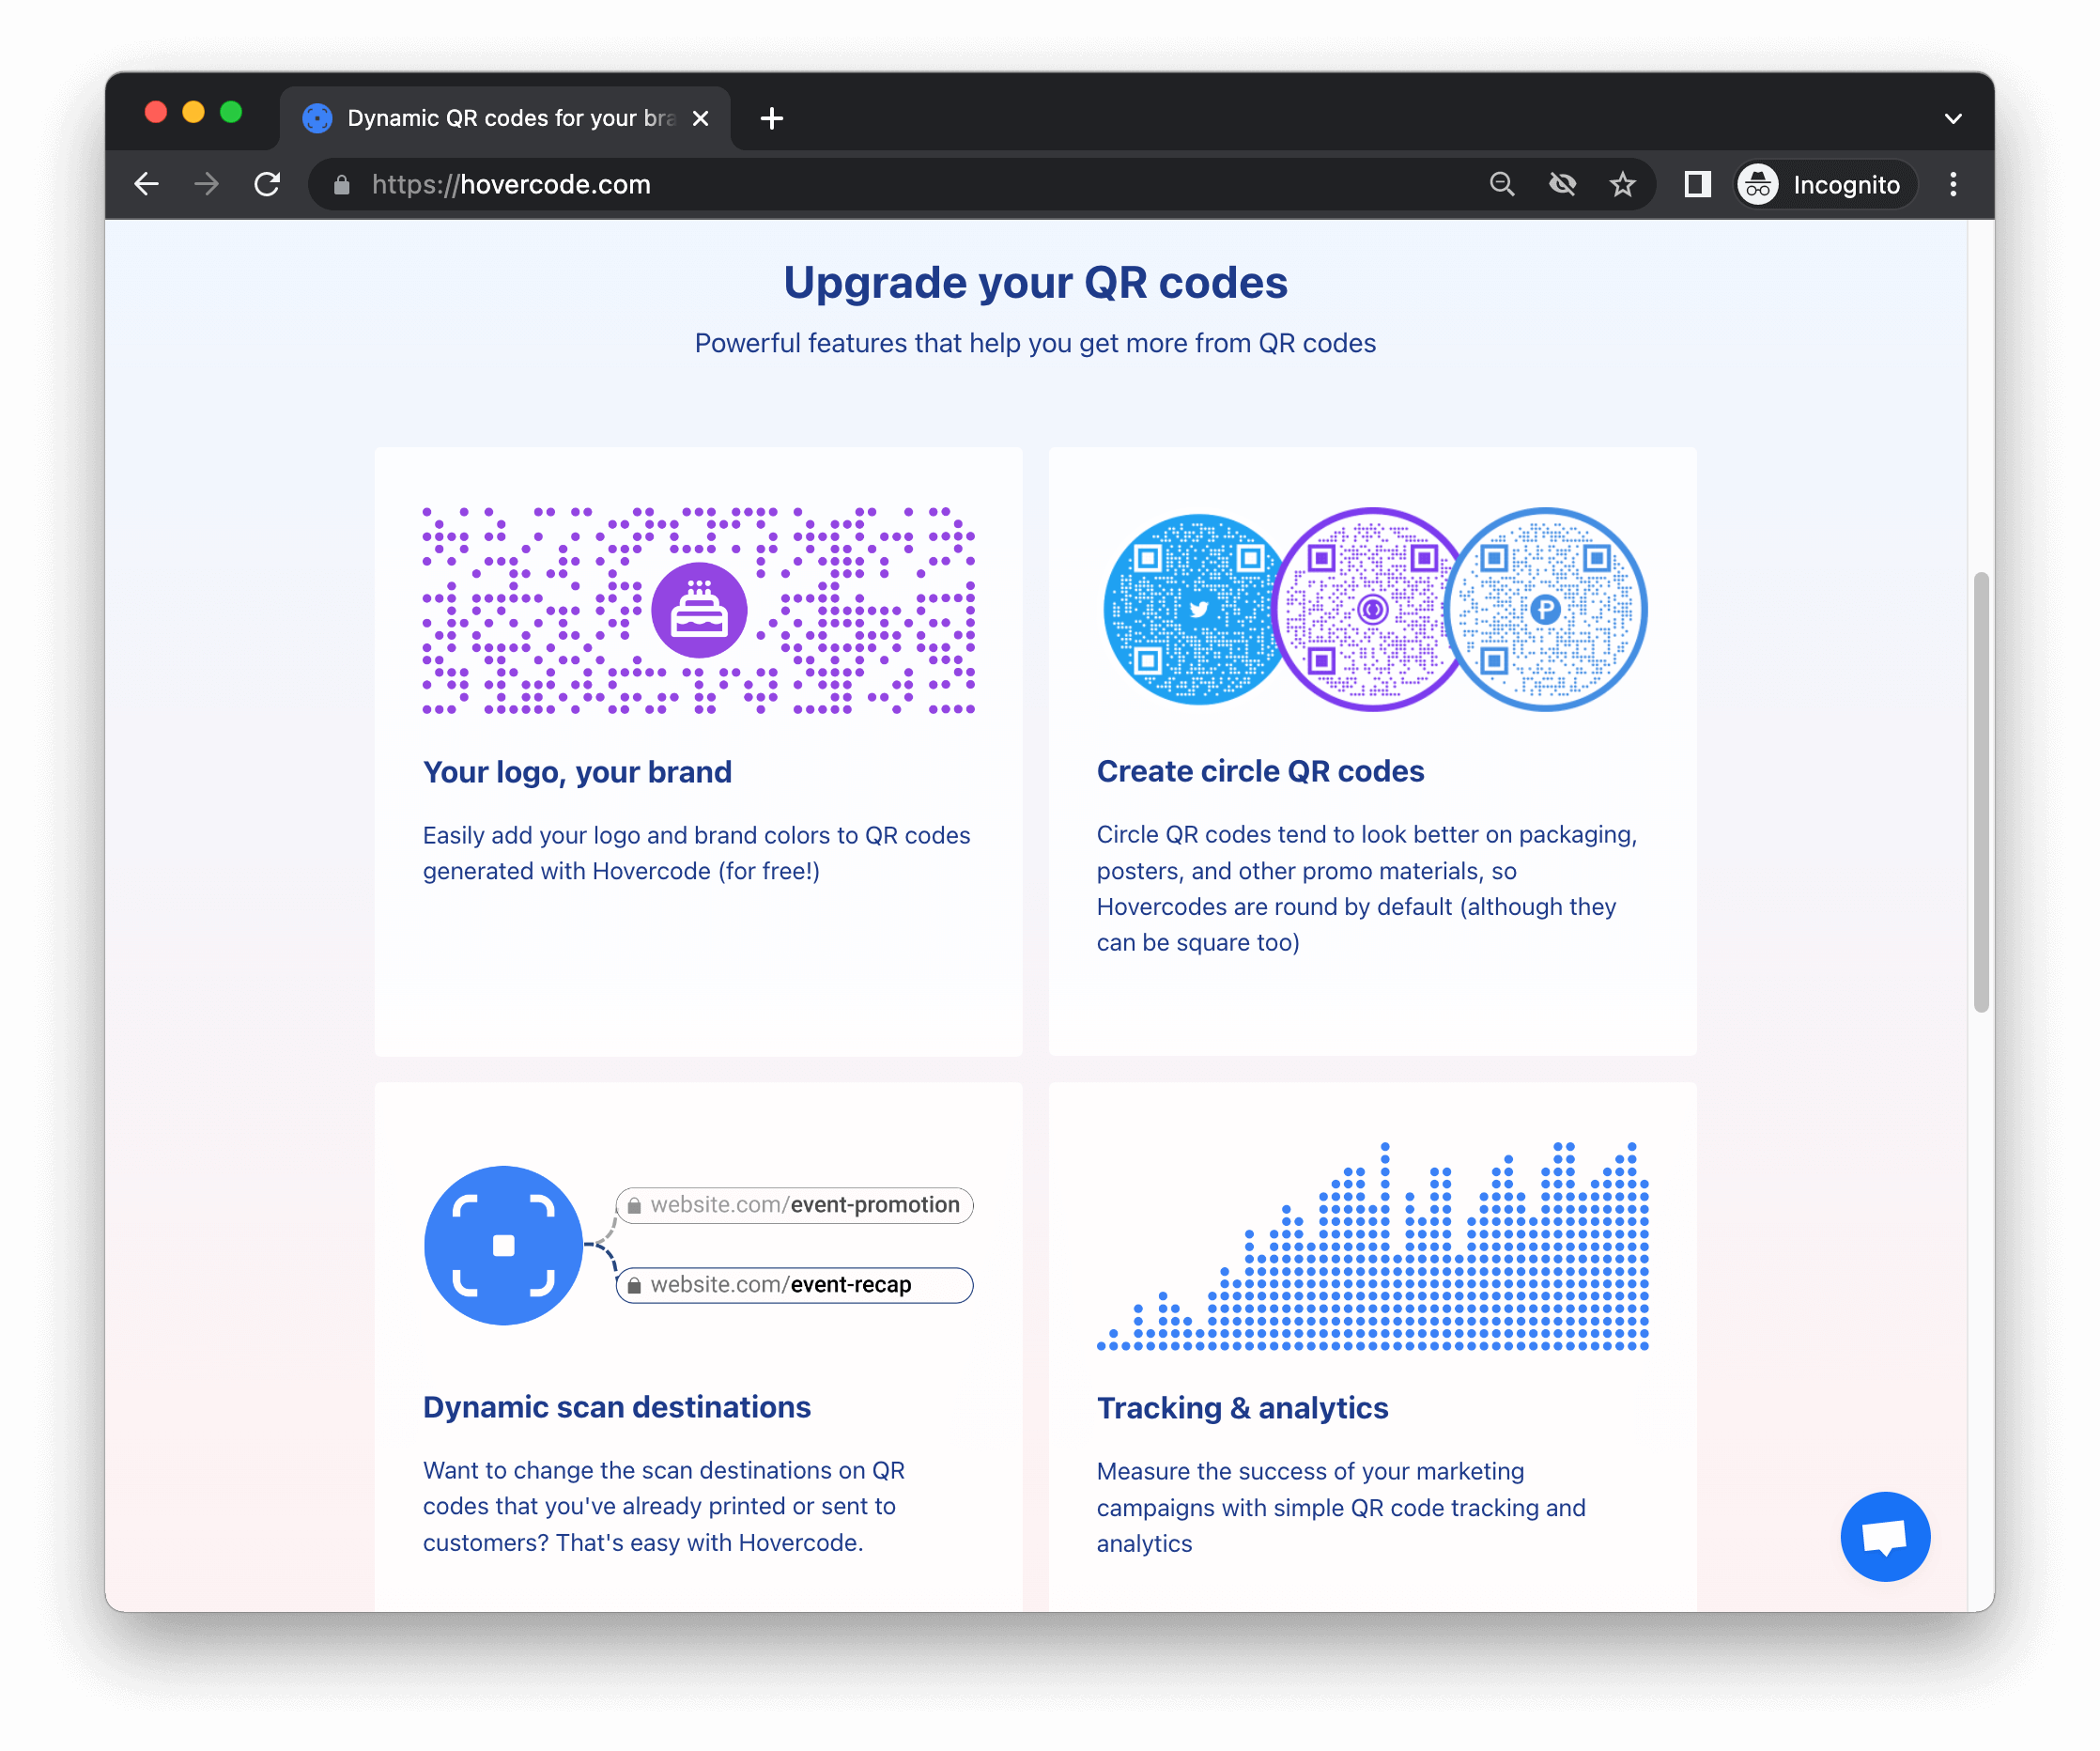 Dynamic QR codes for your bra
https://hovercode.com
Incognito
Upgrade your QR codes
Powerful features that help you get more from QR codes
Your logo, your brand
Easily add your logo and brand colors to QR codes
generated with Hovercode (for free!)
Create circle QR codes
Circle QR codes tend to look better on packaging,
posters, and other promo materials, so
Hovercodes are round by default (although they
can be square too)
website.com/event-promotion
website.com/event-recap
Dynamic scan destinations
Want to change the scan destinations on QR
codes that you've already printed or sent to
customers? That's easy with Hovercode.
Tracking & analytics
Measure the success of your marketing
campaigns with simple QR code tracking and
analytics